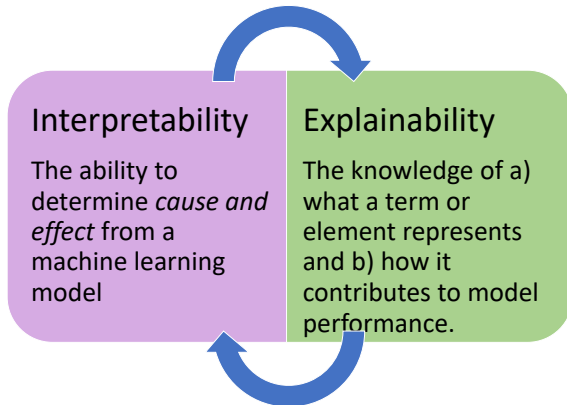 Interpretability
The ability to
determine cause and
effect from a
machine learning
model
Explainability
The knowledge of a)
what a term or
element represents
and b) how it
contributes to model
performance.